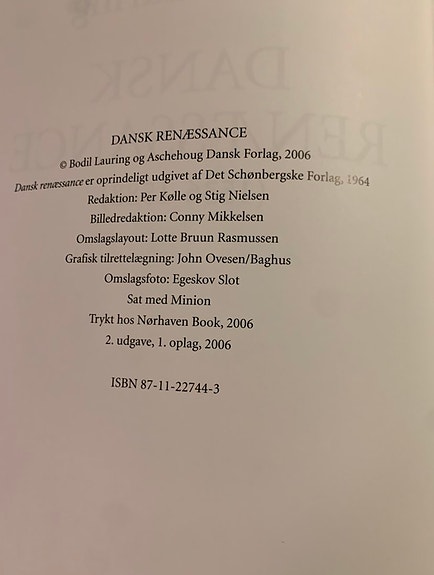 DANSK RENÆSSANCE
© Bodil Lauring og Aschehoug Dansk Forlag, 2006
Dansk renæssance er oprindeligt udgivet af Det Schønbergske Forlag, 1964
Redaktion: Per Kølle og Stig Nielsen
Billedredaktion: Conny Mikkelsen
Omslagslayout: Lotte Bruun Rasmussen
Grafisk tilrettelægning: John Ovesen/Baghus
Omslagsfoto: Egeskov Slot
Sat med Minion
Trykt hos Nørhaven Book, 2006
2. udgave, 1. oplag, 2006
ISBN 87-11-22744-3